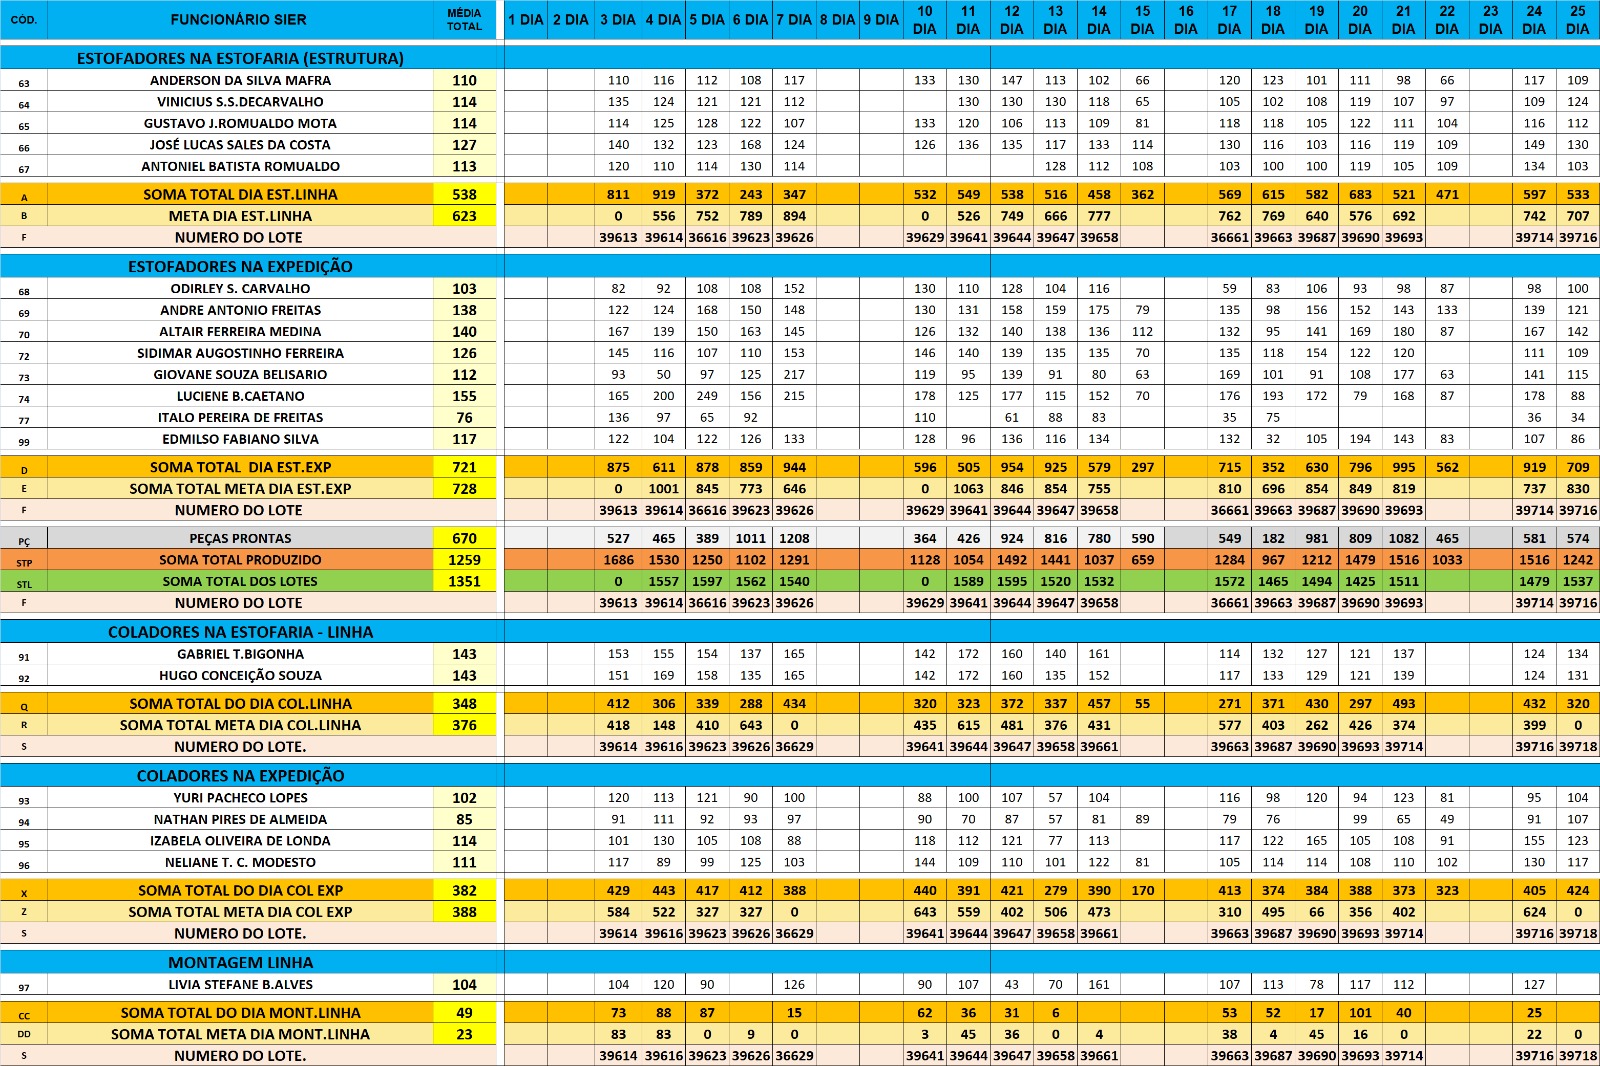 CÓD. FUNCIONÁRIO SIER MÉDIA TOTAL 1 DIA 2 DIA 3 DIA 4 DIA 5 DIA 6 DIA 7 DIA 8 DIA 9 DIA 10 DIA 11 DIA 12 DIA 13 DIA 14 DIA 15 DIA 16 DIA 17 DIA 18 DIA 19 DIA 20 DIA 21 DIA 22 DIA 23 DIA 24 DIA 25 DIA
ESTOFADORES NA ESTOFARIA (ESTRUTURA)
63 ANDERSON DA SILVA MAFRA 110 110 116 112 108 117 133 130 147 113 102 66 120 123 101 111 98 66 117 109
64 VINICIUS S.S.DECARVALHO 114 135 124 121 121 112 130 130 130 118 65 105 102 108 119 107 97 109 124
65 GUSTAVO J.ROMUALDO MOTA 114 114 125 128 122 107 133 120 106 113 109 81 118 118 105 122 111 104 116 112
66 JOSÉ LUCAS SALES DA COSTA 127 140 132 123 168 124 126 136 135 117 133 114 130 116 103 116 119 109 149 130
67 ANTONIEL BATISTA ROMUALDO 113 120 110 114 130 114 128 112 108 103 100 100 119 105 109 134 103
A SOMA TOTAL DIA EST.LINHA 538 811 919 372 243 347 532 549 538 516 458 362 569 615 582 683 521 471 597 533
B META DIA EST.LINHA 623 0 556 752 789 894 0 526 749 666 777 762 769 640 576 692 742 707
F NUMERO DO LOTE 39613 39614 36616 39623 39626 39629 39641 39644 39647 39658 36661 39663 39687 39690 39693 39714 39716
ESTOFADORES NA EXPEDIÇÃO
68 ODIRLEY S. CARVALHO 103 82 92 108 108 152 130 110 128 104 116 59 83 106 93 98 87 98 100
69 ANDRE ANTONIO FREITAS 138 122 124 168 150 148 130 131 158 159 175 79 135 98 156 152 143 133 139 121
70 ALTAIR FERREIRA MEDINA 140 167 139 150 163 145 126 132 140 138 136 112 132 95 141 169 180 87 167 142
72 SIDIMAR AUGOSTINHO FERREIRA 126 145 116 107 110 153 146 140 139 135 135 70 135 118 154 122 120 111 109
73 GIOVANE SOUZA BELISARIO 112 93 50 97 125 217 119 95 139 91 80 63 169 101 91 108 177 63 141 115
74 LUCIENE B.CAETANO 155 165 200 249 156 215 178 125 177 115 152 70 176 193 172 79 168 87 178 88
77 ITALO PEREIRA DE FREITAS 76 136 97 65 92 110 61 88 83 35 75 36 34
99 EDMILSO FABIANO SILVA 117 122 104 122 126 133 128 96 136 116 134 132 32 105 194 143 83 107 86
D SOMA TOTAL DIA EST.EXP 721 875 611 878 859 944 596 505 954 925 579 297 715 352 630 796 995 562 919 709
E SOMA TOTAL META DIA EST.EXP 728 0 1001 845 773 646 0 1063 846 854 755 810 696 854 849 819 737 830
F NUMERO DO LOTE 39613 39614 36616 39623 39626 39629 39641 39644 39647 39658 36661 39663 39687 39690 39693 39714 39716
PÇ PEÇAS PRONTAS 670 527 465 389 1011 1208 364 426 924 816 780 590 549 182 981 809 1082 465 581 574
STP SOMA TOTAL PRODUZIDO 1259 1686 1530 1250 1102 1291 1128 1054 1492 1441 1037 659 1284 967 1212 1479 1516 1033 1516 1242
STL SOMA TOTAL DOS LOTES 1351 0 1557 1597 1562 1540 0 1589 1595 1520 1532 1572 1465 1494 1425 1511 1479 1537
F NUMERO DO LOTE 39613 39614 36616 39623 39626 39629 39641 39644 39647 39658 36661 39663 39687 39690 39693 39714 39716
COLADORES NA ESTOFARIA - LINHA
91 GABRIEL T.BIGONHA 143 153 155 154 137 165 142 172 160 140 161 114 132 127 121 137 124 134
92 HUGO CONCEIÇÃO SOUZA 143 151 169 158 135 165 142 172 160 135 152 117 133 129 121 139 124 131
Q SOMA TOTAL DO DIA COL.LINHA 348 412 306 339 288 434 320 323 372 337 457 55 271 371 430 297 493 432 320
R SOMA TOTAL META DIA COL.LINHA 376 418 148 410 643 0 435 615 481 376 431 577 403 262 426 374 399 0
S NUMERO DO LOTE. 39614 39616 39623 39626 36629 39641 39644 39647 39658 39661 39663 39687 39690 39693 39714 39716 39718
COLADORES NA EXPEDIÇÃO
93 YURI PACHECO LOPES 102 120 113 121 90 100 88 100 107 57 104 116 98 120 94 123 81 95 104
94 NATHAN PIRES DE ALMEIDA 85 91 111 92 93 97 90 70 87 57 81 89 79 76 99 65 49 91 107
95 IZABELA OLIVEIRA DE LONDA 114 101 130 105 108 88 118 112 121 77 113 117 122 165 105 108 91 155 123
96 NELIANE T. C. MODESTO 111 117 89 99 125 103 144 109 110 101 122 81 105 114 114 108 110 102 130 117
X SOMA TOTAL DO DIA COL EXP 382 429 443 417 412 388 440 391 421 279 390 170 413 374 384 388 373 323 405 424
Z SOMA TOTAL META DIA COL EXP 388 584 522 327 327 0 643 559 402 506 473 310 495 66 356 402 624 0
S NUMERO DO LOTE. 39614 39616 39623 39626 36629 39641 39644 39647 39658 39661 39663 39687 39690 39693 39714 39716 39718
MONTAGEM LINHA
97 LIVIA STEFANE B.ALVES 104 104 120 90 126 90 107 43 70 161 107 113 78 117 112 127
CC SOMA TOTAL DO DIA MONT.LINHA 49 73 88 87 15 62 36 31 6 53 52 17 101 40 25
DD SOMA TOTAL META DIA MONT.LINHA 23 83 83 0 9 0 3 45 36 0 4 38 4 45 16 0 22 0
S NUMERO DO LOTE. 39614 39616 39623 39626 36629 39641 39644 39647 39658 39661 39663 39687 39690 39693 39714 39716 39718